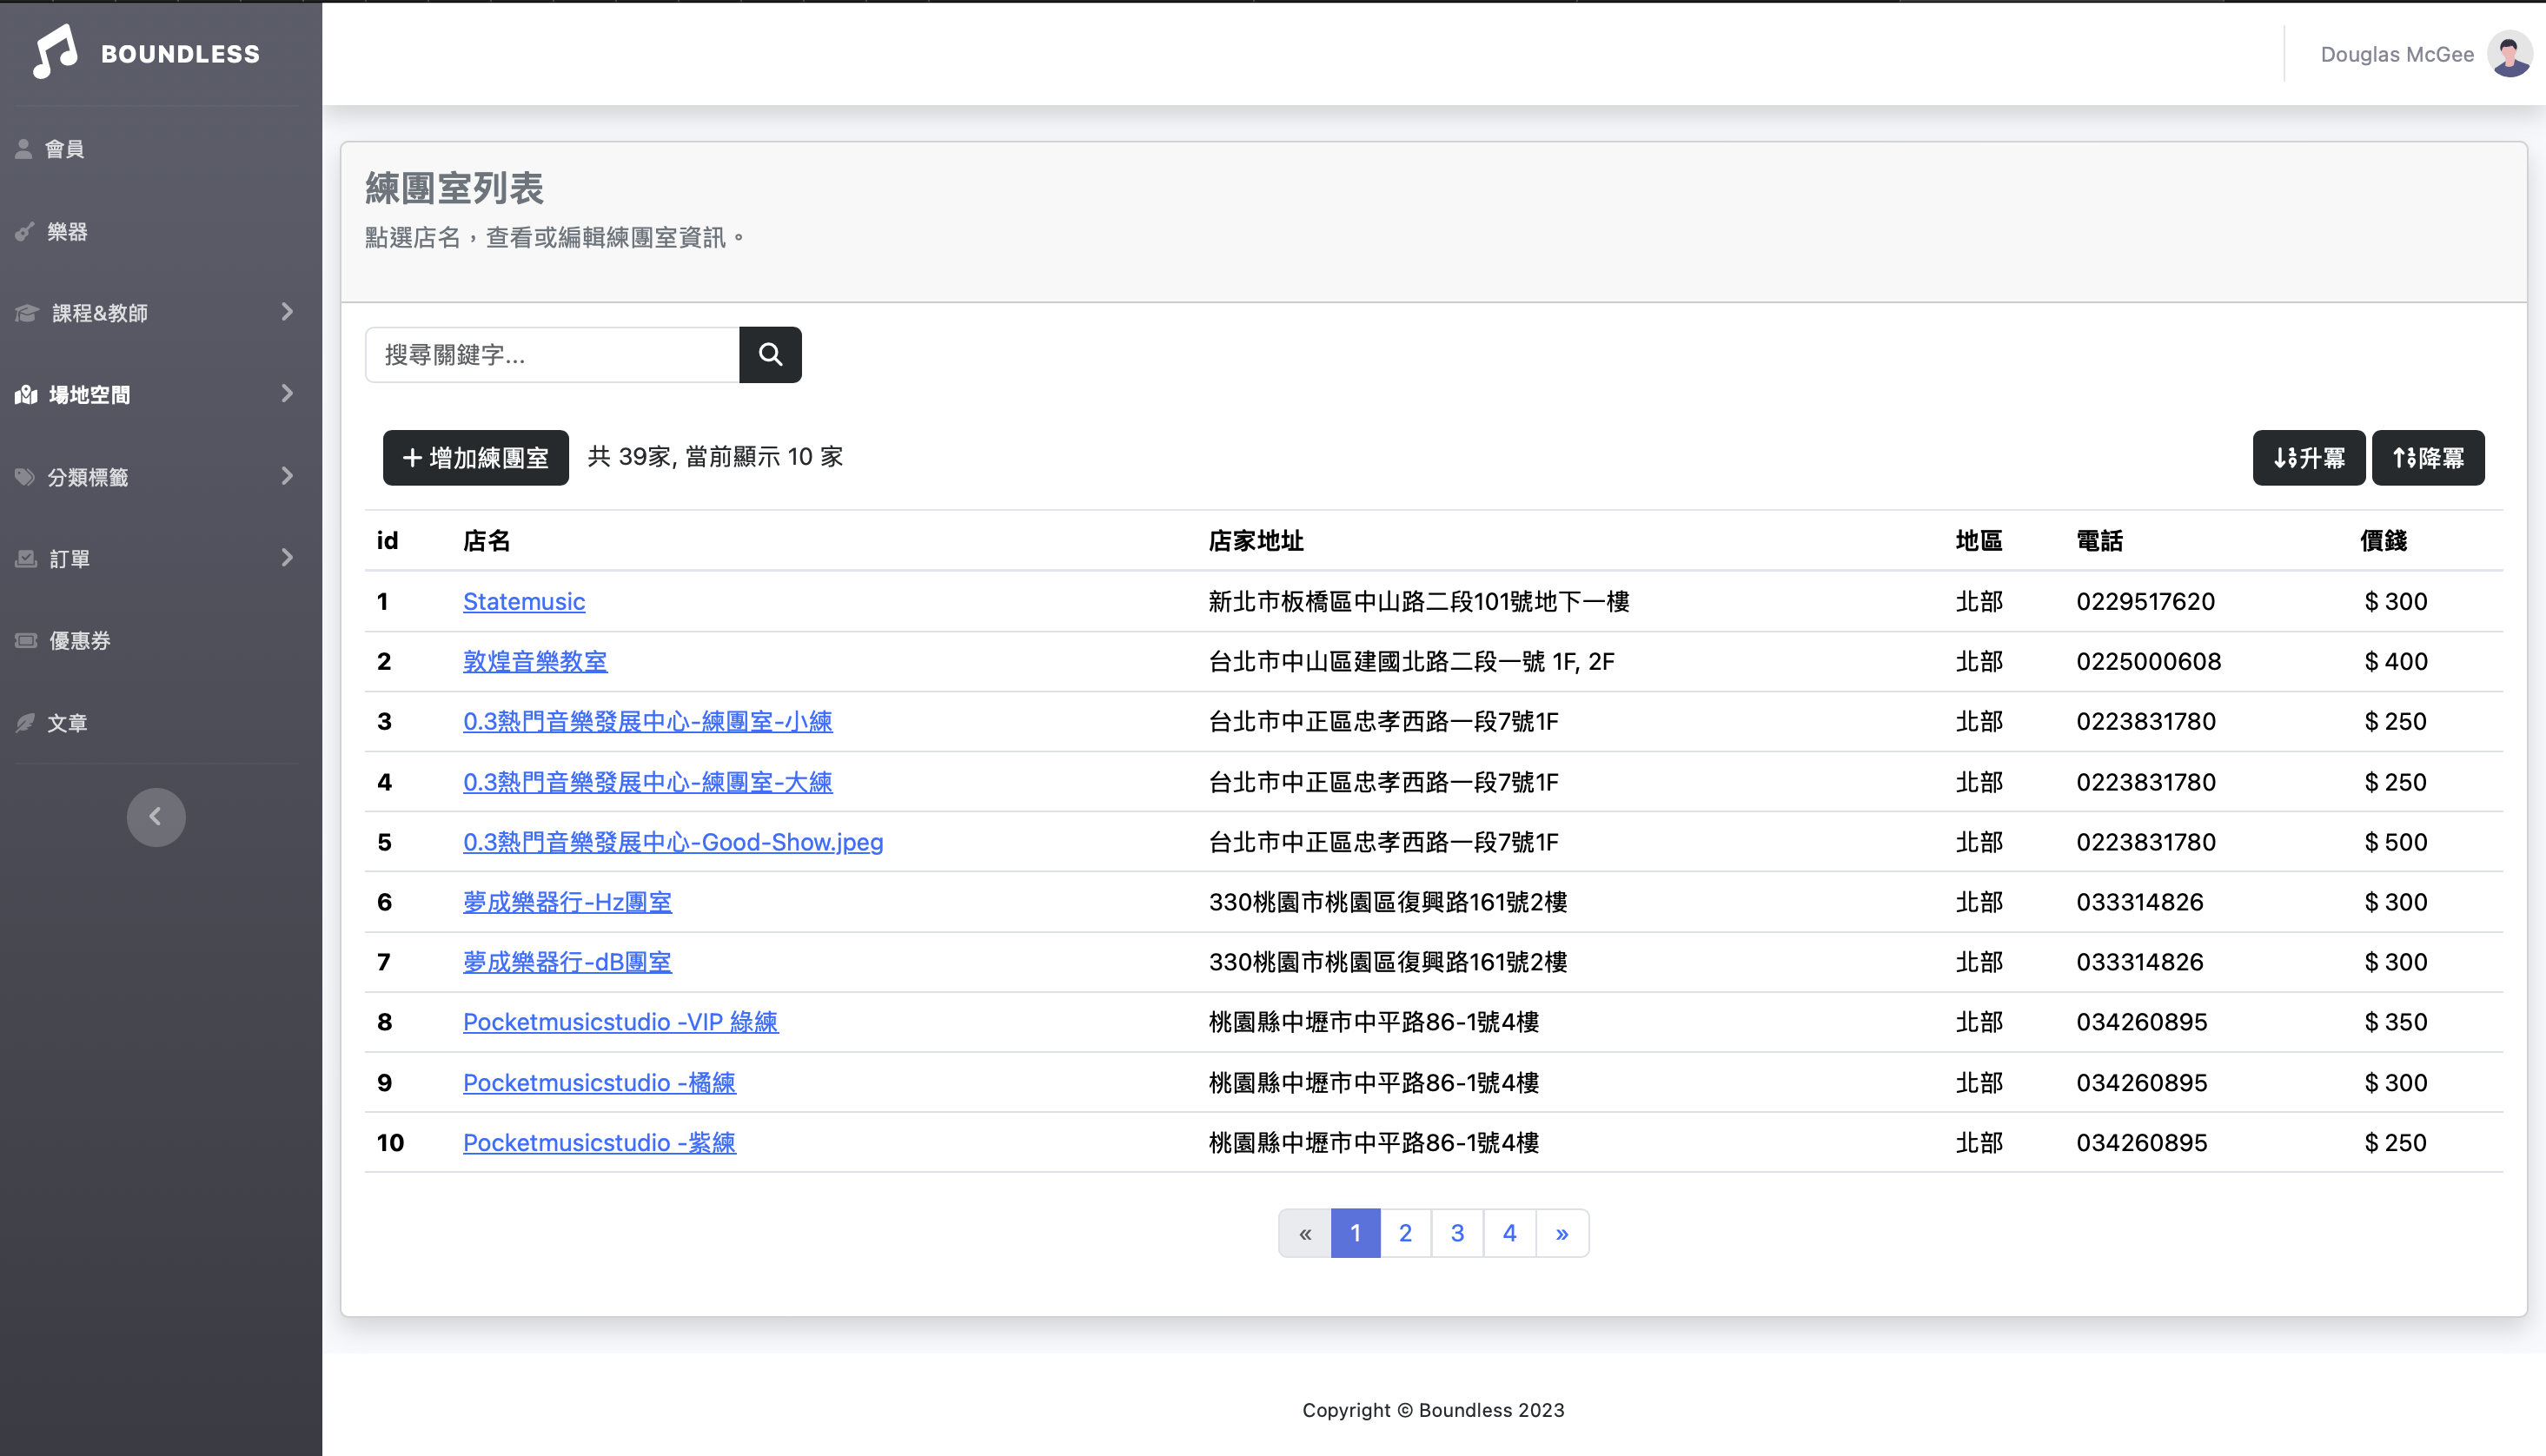 BOUNDLESS
Douglas McGee
會員
樂器
課程&教師
場地空間
分類標籤
訂單
優惠券
文章
練團室列表
點選店名，查看或編輯練團室資訊。
搜尋關鍵字...
+增加練團室 共 39家, 當前顯示 10 家 升冪 降冪
id 店名 店家地址 地區 電話 價錢
1 Statemusic 新北市板橋區中山路二段101號地下一樓 北部 0229517620 $ 300
2 敦煌音樂教室 台北市中山區建國北路二段一號 1F, 2F 北部 0225000608 $ 400
3 0.3熱門音樂發展中心-練團室-小練 台北市中正區忠孝西路一段7號1F 北部 0223831780 $ 250
4 0.3熱門音樂發展中心-練團室-大練 台北市中正區忠孝西路一段7號1F 北部 0223831780 $ 250
5 0.3熱門音樂發展中心-Good-Show.jpeg 台北市中正區忠孝西路一段7號1F 北部 0223831780 $ 500
6 夢成樂器行-Hz團室 330桃園市桃園區復興路161號2樓 北部 033314826 $ 300
7 夢成樂器行-dB團室 330桃園市桃園區復興路161號2樓 北部 033314826 $ 300
8 Pocketmusicstudio -VIP 綠練 桃園縣中壢市中平路86-1號4樓 北部 034260895 $ 350
9 Pocketmusicstudio -橘練 桃園縣中壢市中平路86-1號4樓 北部 034260895 $ 300
10 Pocketmusicstudio -紫練 桃園縣中壢市中平路86-1號4樓 北部 034260895 $ 250
« 1 2 3 4 »
Copyright © Boundless 2023